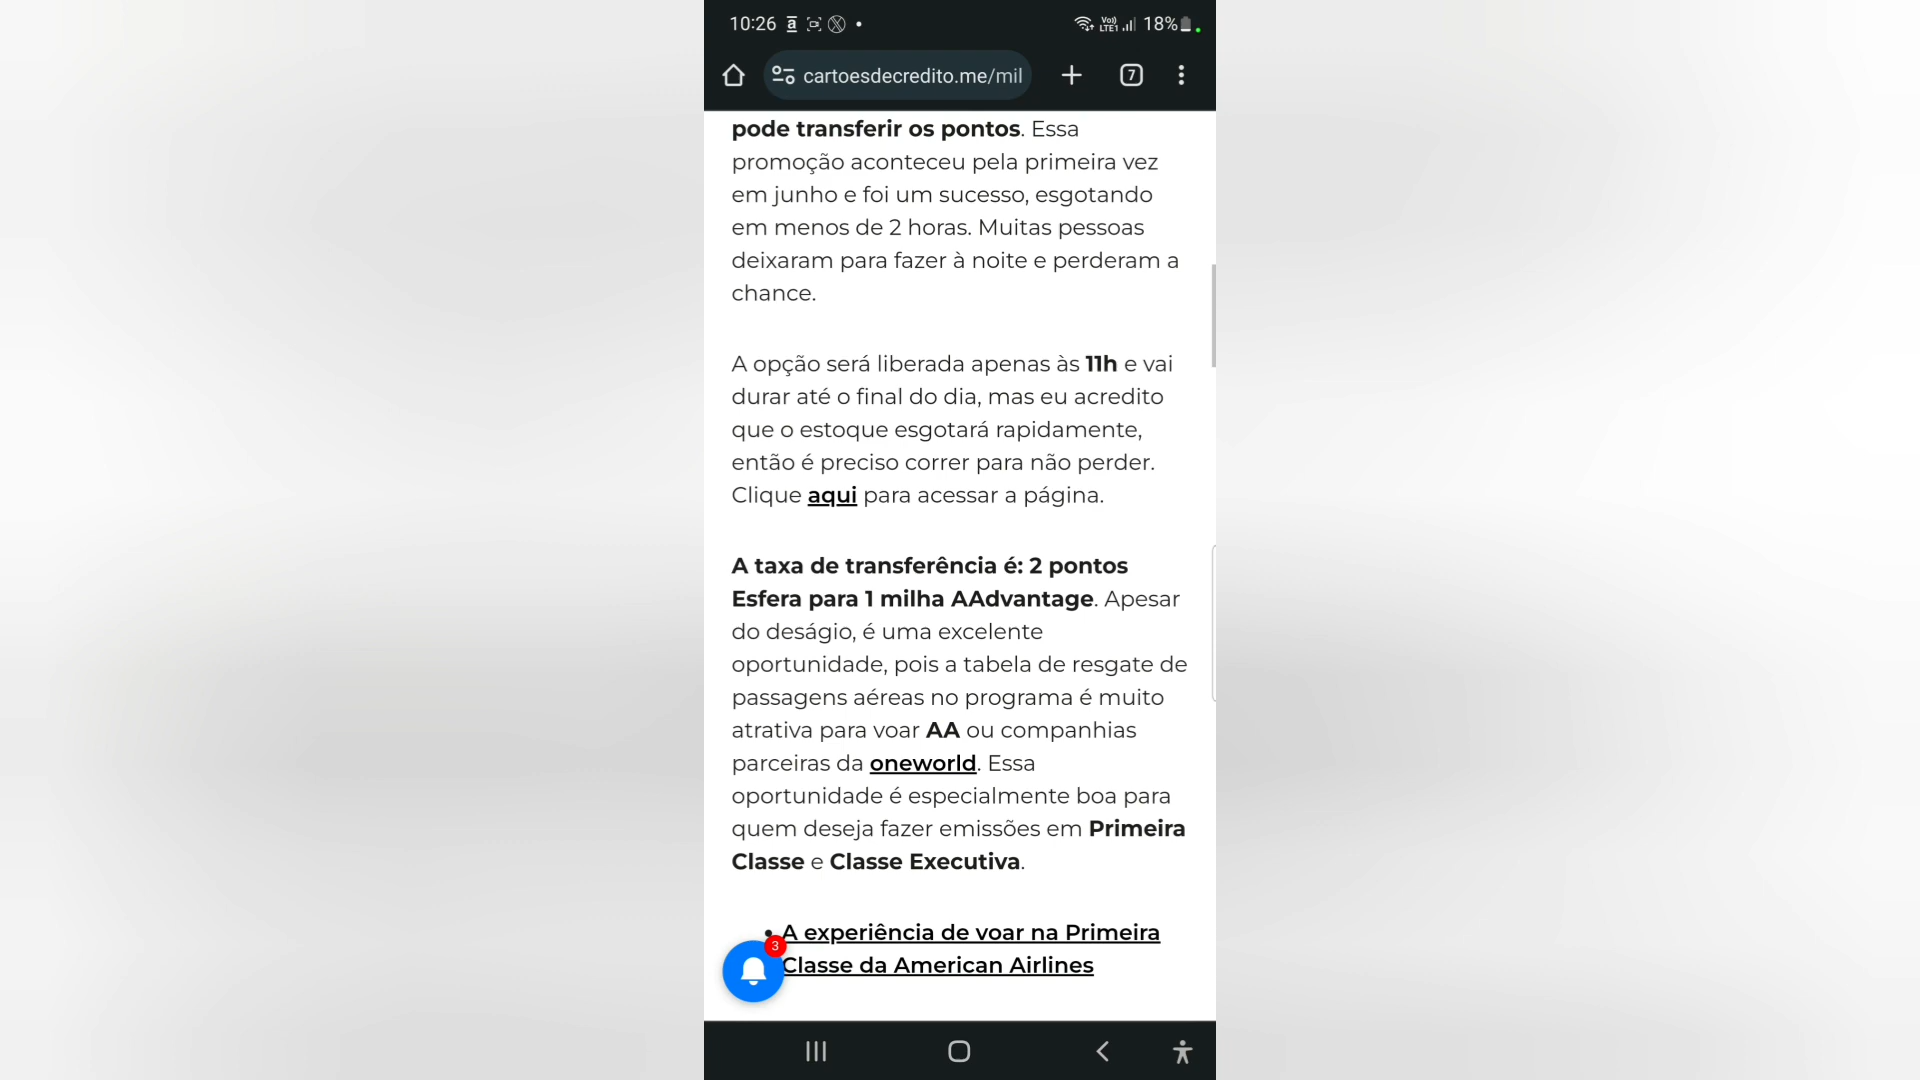 10:26
18%
cartoesdecredito.me/mil
7
pode transferir os pontos. Essa
promoção aconteceu pela primeira vez
em junho e foi um sucesso, esgotando
em menos de 2 horas. Muitas pessoas
deixaram para fazer à noite e perderam a
chance.
A opção será liberada apenas às 11h e vai
durar até o final do dia, mas eu acredito
que o estoque esgotará rapidamente,
então é preciso correr para não perder.
Clique aqui para acessar a página.
A taxa de transferência é: 2 pontos
Esfera para 1 milha AAdvantage. Apesar
do deságio, é uma excelente
oportunidade, pois a tabela de resgate de
passagens aéreas no programa é muito
atrativa para voar AA ou companhias
parceiras da oneworld. Essa
oportunidade é especialmente boa para
quem deseja fazer emissões em Primeira
Classe e Classe Executiva.
A experiência de voar na Primeira
3
Classe da American Airlines